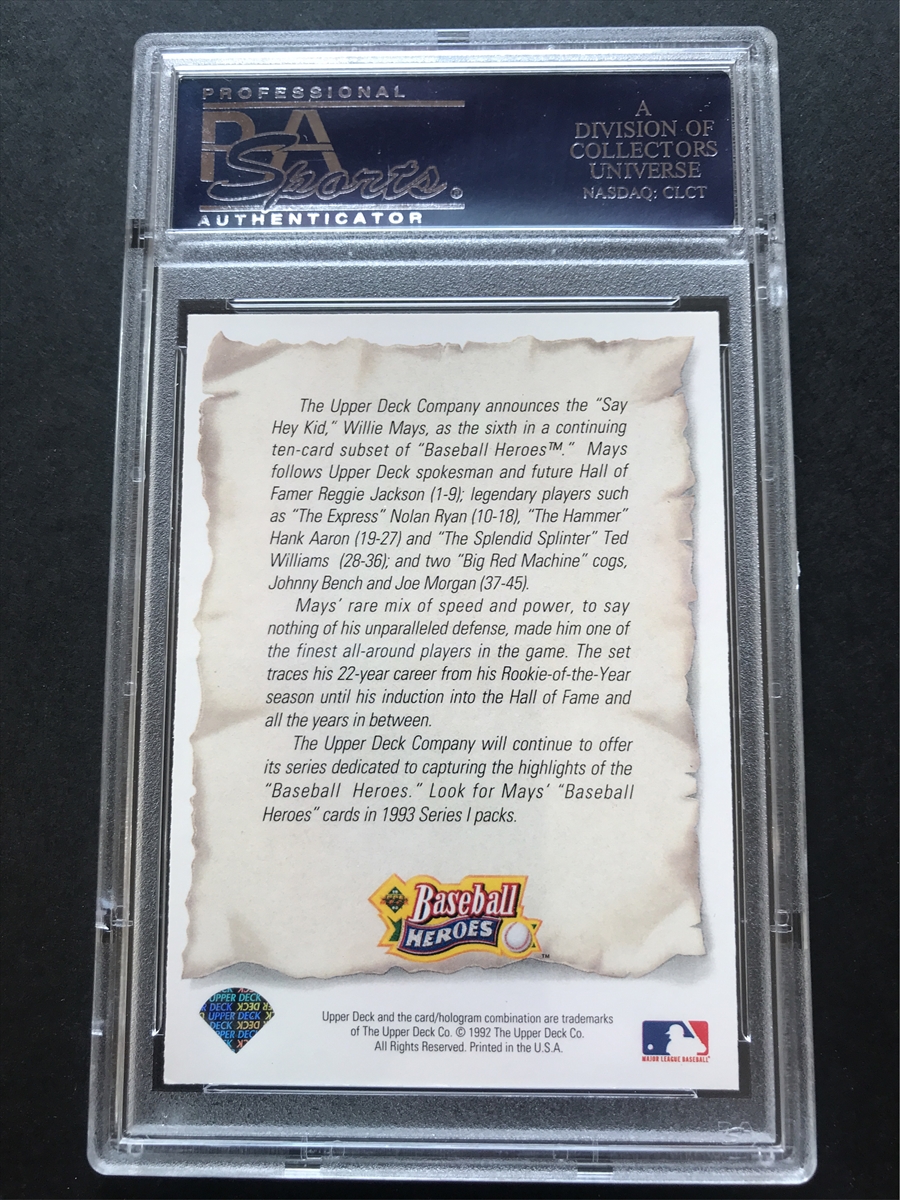 PROFESSIONAL
PSA
Sports®
AUTHENTICATOR
A
DIVISION OF
COLLECTORS
UNIVERSE
NASDAQ: CLCT
The Upper Deck Company announces the “Say
Hey Kid,” Willie Mays, as the sixth in a continuing
ten-card subset of “Baseball Heroes™.” Mays
follows Upper Deck spokesman and future Hall of
Famer Reggie Jackson (1-9); legendary players such
as “The Express” Nolan Ryan (10-18), “The Hammer”
Hank Aaron (19-27) and “The Splendid Splinter” Ted
Williams (28-36); and two “Big Red Machine” cogs,
Johnny Bench and Joe Morgan (37-45).
Mays’ rare mix of speed and power, to say
nothing of his unparalleled defense, made him one of
the finest all-around players in the game. The set
traces his 22-year career from his Rookie-of-the-Year
season until his induction into the Hall of Fame and
all the years in between.
The Upper Deck Company will continue to offer
its series dedicated to capturing the highlights of the
“Baseball Heroes.” Look for Mays’ “Baseball
Heroes” cards in 1993 Series I packs.
Baseball
HEROES
TM
UPPER DECK
DECK
UPPER DECK
DECK
UPPER DECK
Upper Deck and the card/hologram combination are trademarks
of The Upper Deck Co. © 1992 The Upper Deck Co.
All Rights Reserved. Printed in the U.S.A.
MAJOR LEAGUE BASEBALL